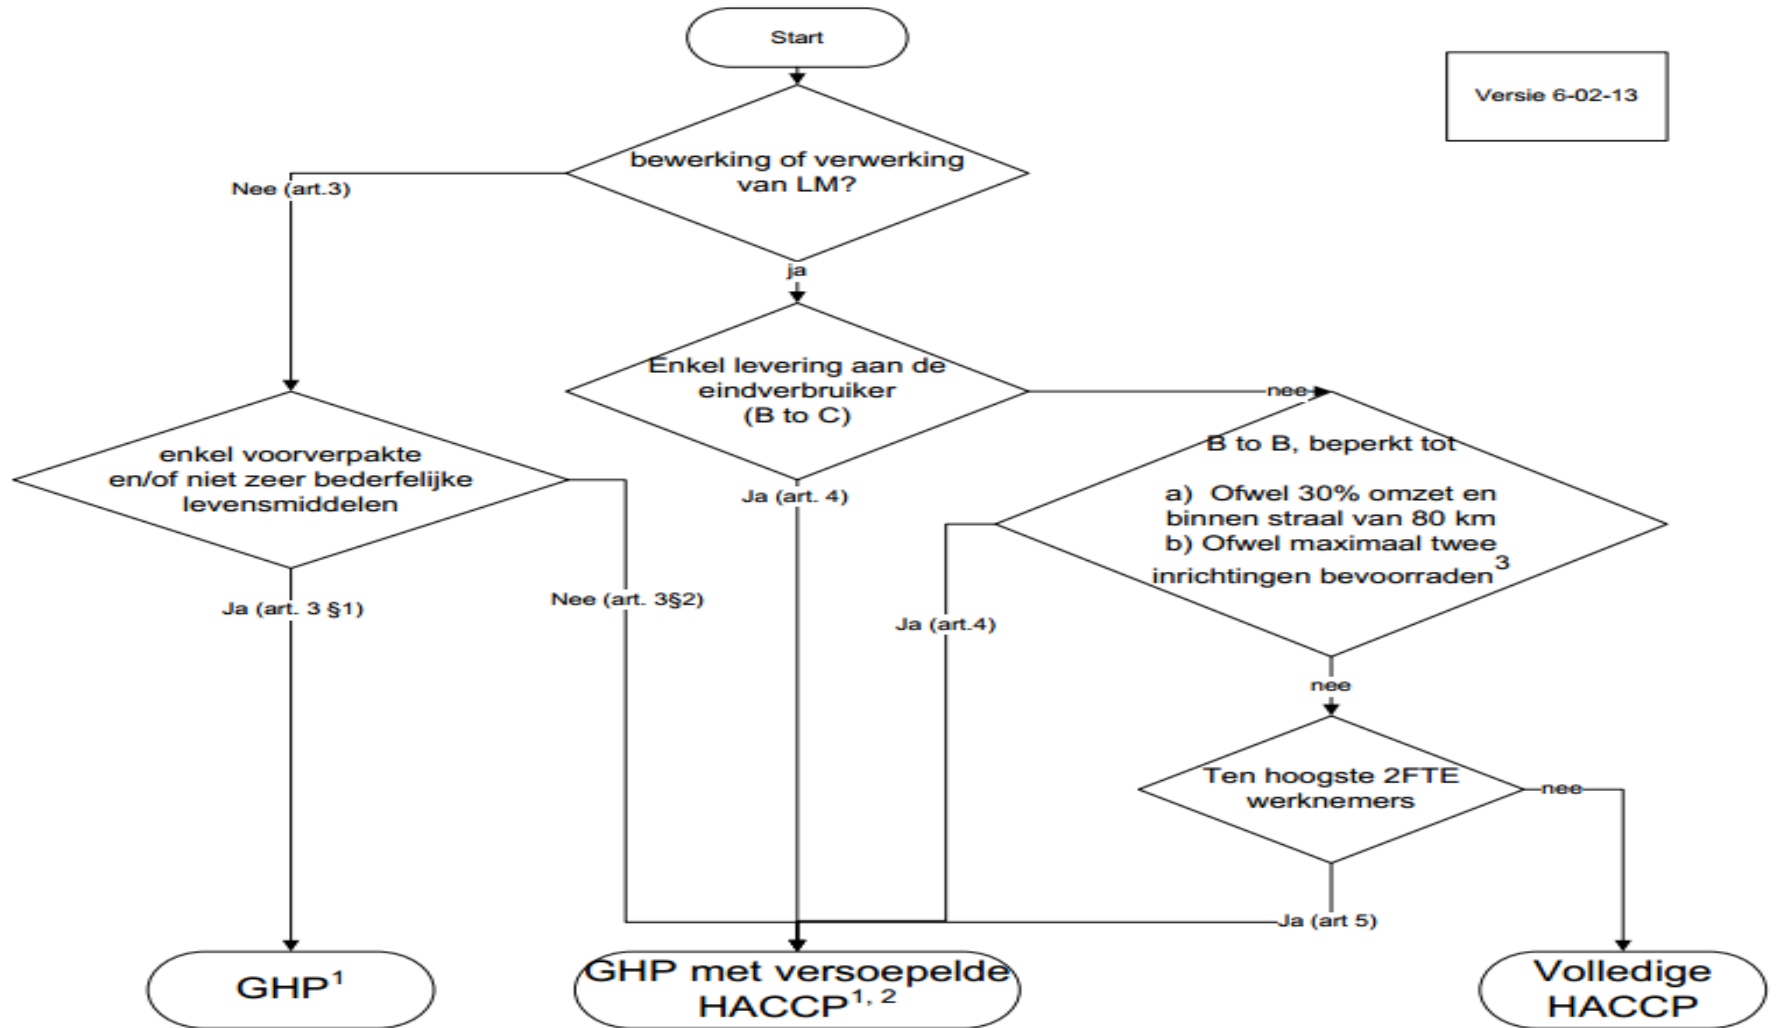 Start
Versie 6-02-13
bewerking of verwerking
van LM?
Nee (art.3)
ja
Enkel levering aan de
eindverbruiker
(B to C)
nee
enkel voorverpakte
en/of niet zeer bederfelijke
levensmiddelen
B to B, beperkt tot
a) Ofwel 30% omzet en
binnen straal van 80 km
b) Ofwel maximaal twee
inrichtingen bevoorraden3
Ja (art. 4)
Ja (art. 3 §1)
Nee (art. 3§2)
Ja (art.4)
nee
Ten hoogste 2FTE
werknemers
nee
Ja (art 5)
GHP1
GHP met versoepelde
HACCP1, 2
Volledige
HACCP